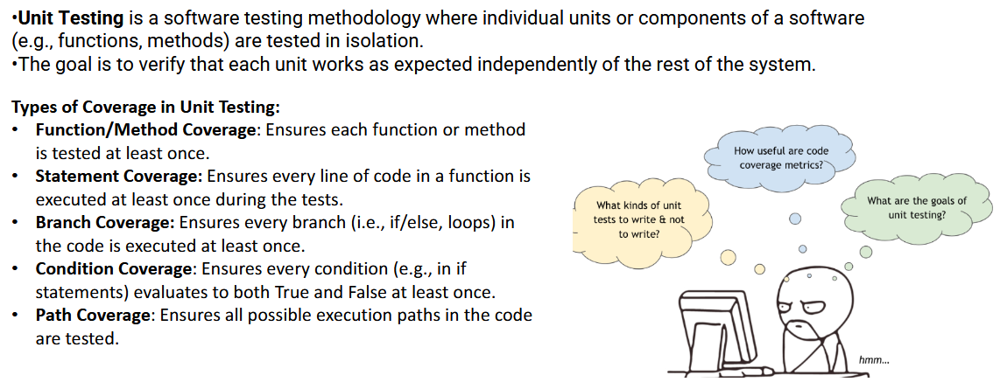 •Unit Testing is a software testing methodology where individual units or components of a software
(e.g., functions, methods) are tested in isolation.
•The goal is to verify that each unit works as expected independently of the rest of the system.
Types of Coverage in Unit Testing:
• Function/Method Coverage: Ensures each function or method
is tested at least once.
• Statement Coverage: Ensures every line of code in a function is
executed at least once during the tests.
• Branch Coverage: Ensures every branch (i.e., if/else, loops) in
the code is executed at least once.
• Condition Coverage: Ensures every condition (e.g., in if
statements) evaluates to both True and False at least once.
• Path Coverage: Ensures all possible execution paths in the code
are tested.
What kinds of unit
tests to write & not
to write?
How useful are code
coverage metrics?
What are the goals of
unit testing?
hmm...